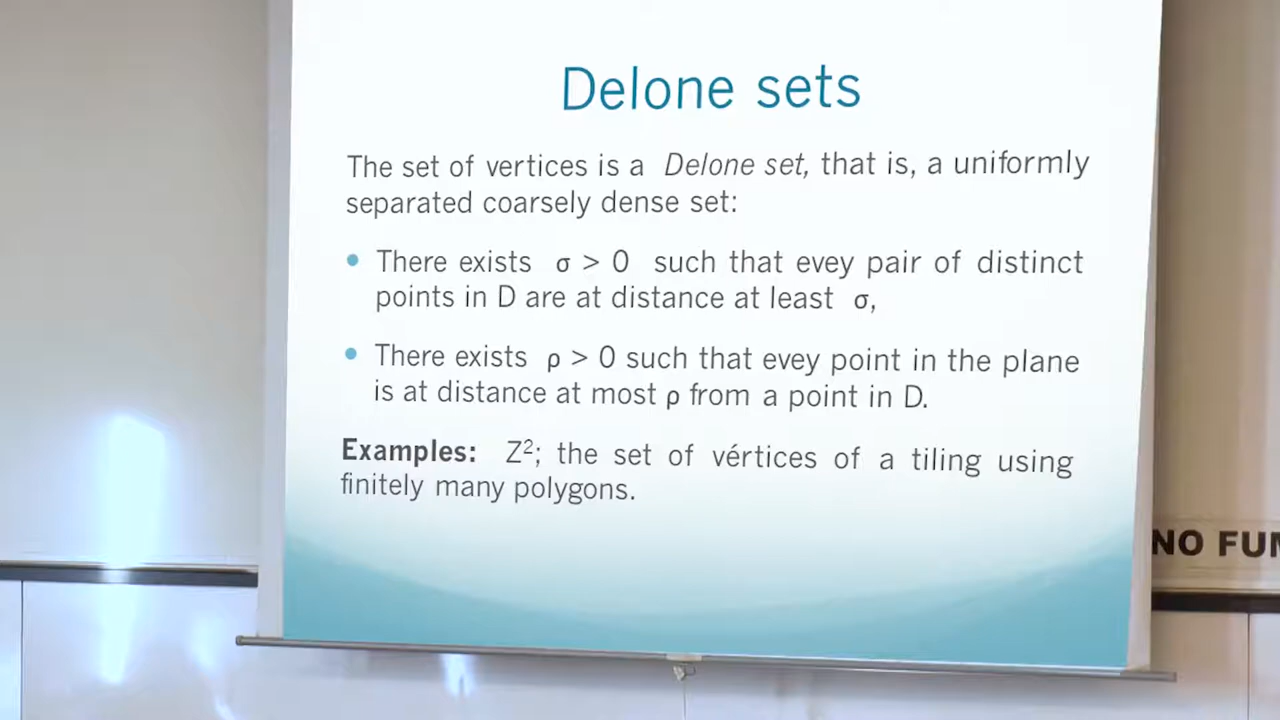 Delone sets
The set of vertices is a Delone set, that is, a uniformly
separated coarsely dense set:
• There exists σ > 0 such that evey pair of distinct
points in D are at distance at least σ,
• There exists ρ > 0 such that evey point in the plane
is at distance at most ρ from a point in D.
Examples: Z²; the set of vértices of a tiling using
finitely many polygons.
NO FUM